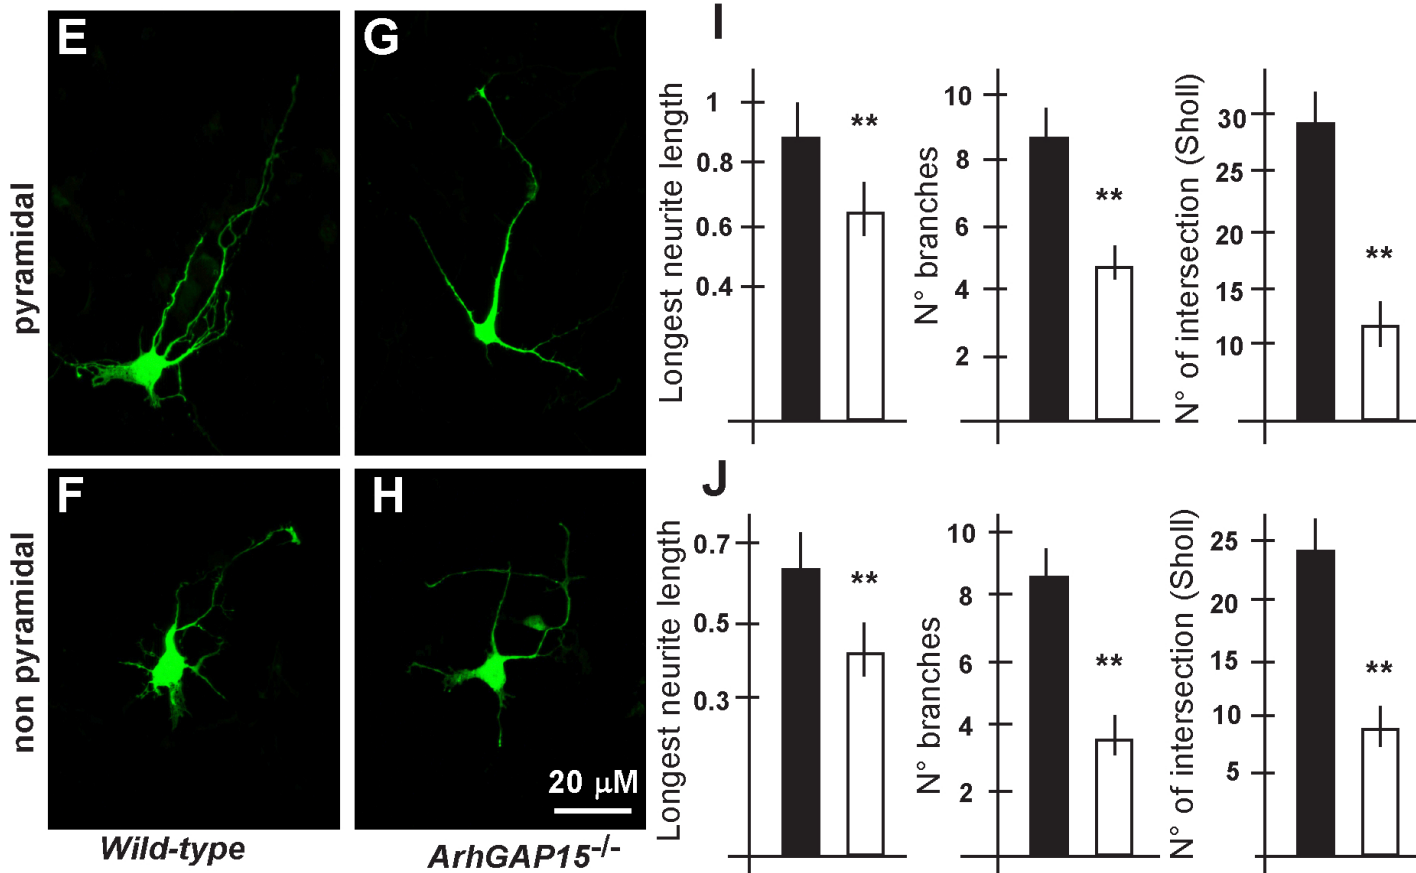 E
G
pyramidal
F
H
non pyramidal
20 μM
Wild-type
ArhGAP15-/-
I
Longest neurite length
1
0.8
0.6
0.4
**
N° branches
10
8
6
4
2
**
N° of intersection (Sholl)
30
25
20
15
10
**
J
Longest neurite length
0.7
0.5
0.3
**
N° branches
10
8
6
4
2
**
N° of intersection (Sholl)
25
20
15
10
5
**